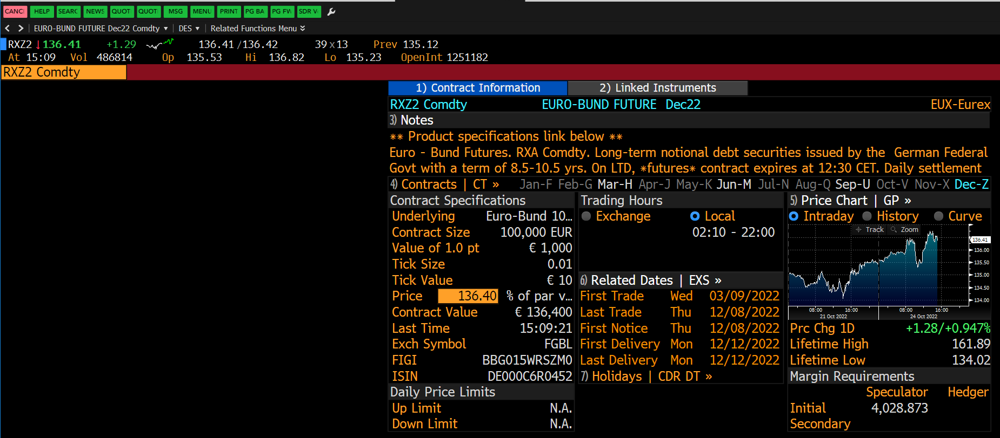 CANCL HELP SEARC NEWS QUOT QUOT MSG MENU PRINT PG BA PG FW SDR V
EURO-BUND FUTURE Dec22 Comdty DES Related Functions Menu
RXZ2 ↓136.41 +1.29 136.41 /136.42 39 x 13 Prev 135.12
At 15:09 Vol 486814 Op 135.53 Hi 136.82 Lo 135.23 OpenInt 1251182
RXZ2 Comdty
1) Contract Information 2) Linked Instruments
RXZ2 Comdty EURO-BUND FUTURE Dec22 EUX-Eurex
3) Notes
** Product specifications link below **
Euro - Bund Futures. RXA Comdty. Long-term notional debt securities issued by the German Federal
Govt with a term of 8.5-10.5 yrs. On LTD, *futures* contract expires at 12:30 CET. Daily settlement
4) Contracts | CT » Jan-F Feb-G Mar-H Apr-J May-K Jun-M Jul-N Aug-Q Sep-U Oct-V Nov-X Dec-Z
Contract Specifications
Underlying Euro-Bund 10…
Contract Size 100,000 EUR
Value of 1.0 pt € 1,000
Tick Size 0.01
Tick Value € 10
Price 136.40 % of par v…
Contract Value € 136,400
Last Time 15:09:21
Exch Symbol FGBL
FIGI BBG015WRSZM0
ISIN DE000C6R0452
Daily Price Limits
Up Limit N.A.
Down Limit N.A.
Trading Hours
Exchange Local
02:10 - 22:00
6) Related Dates | EXS »
First Trade Wed 03/09/2022
Last Trade Thu 12/08/2022
First Notice Thu 12/08/2022
First Delivery Mon 12/12/2022
Last Delivery Mon 12/12/2022
7) Holidays | CDR DT »
5) Price Chart | GP »
Intraday History Curve
Track Zoom
136.41
136.00
135.50
135.00
134.50
134.00
08:00 16:00 08:00 16:00
21 Oct 2022 24 Oct 2022
Prc Chg 1D +1.28/+0.947%
Lifetime High 161.89
Lifetime Low 134.02
Margin Requirements
Speculator Hedger
Initial 4,028.873
Secondary